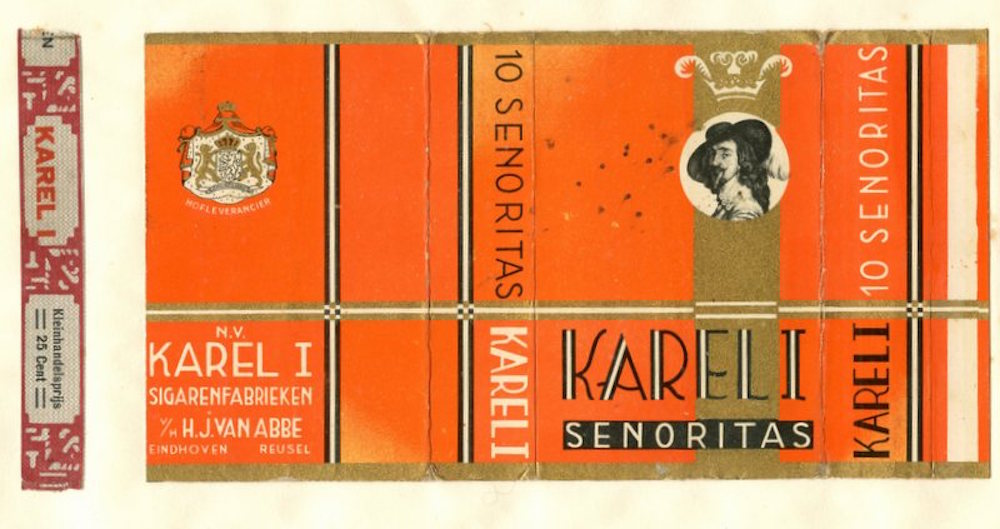 KAREL I
Kleinhandelsprijs
25 Cent
HOFLEVERANCIER
N.V.
KAREL I
SIGARENFABRIEKEN
V/H H.J. VAN ABBE
EINDHOVEN REUSEL
10 SENORITAS
KAREL I
KAREL I
SENORITAS
10 SENORITAS
KAREL I